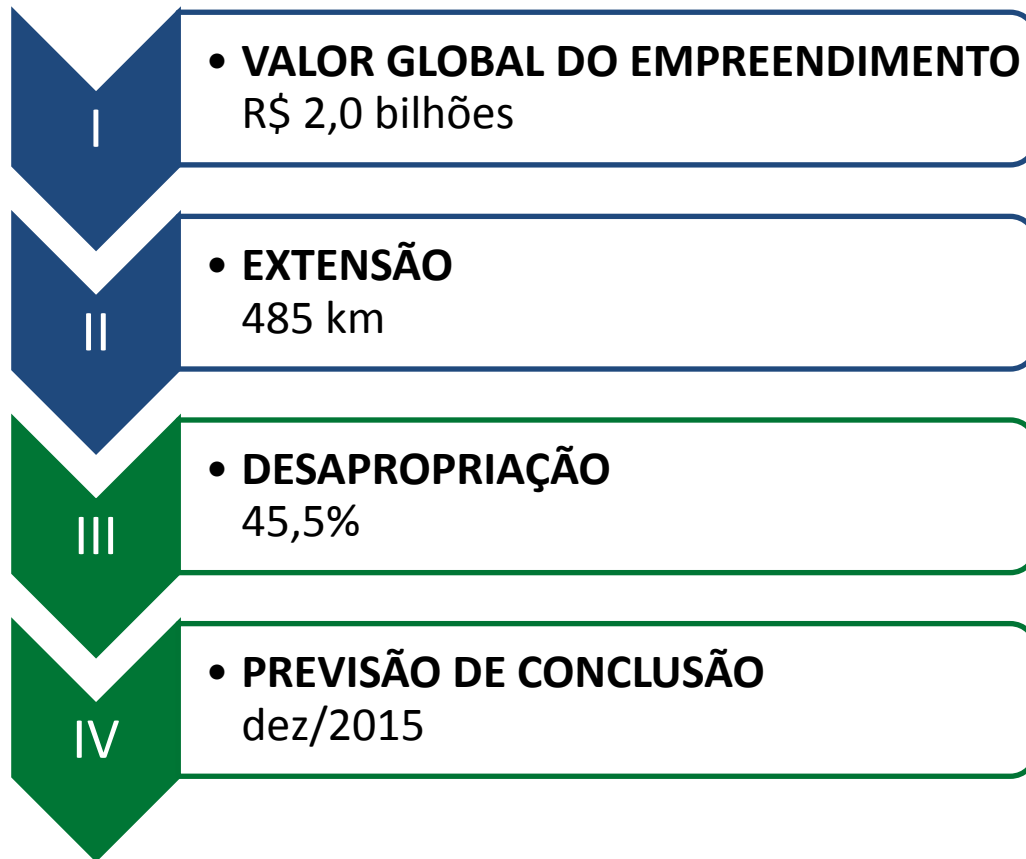 I
• VALOR GLOBAL DO EMPREENDIMENTO
R$ 2,0 bilhões
II
• EXTENSÃO
485 km
III
• DESAPROPRIAÇÃO
45,5%
IV
• PREVISÃO DE CONCLUSÃO
dez/2015